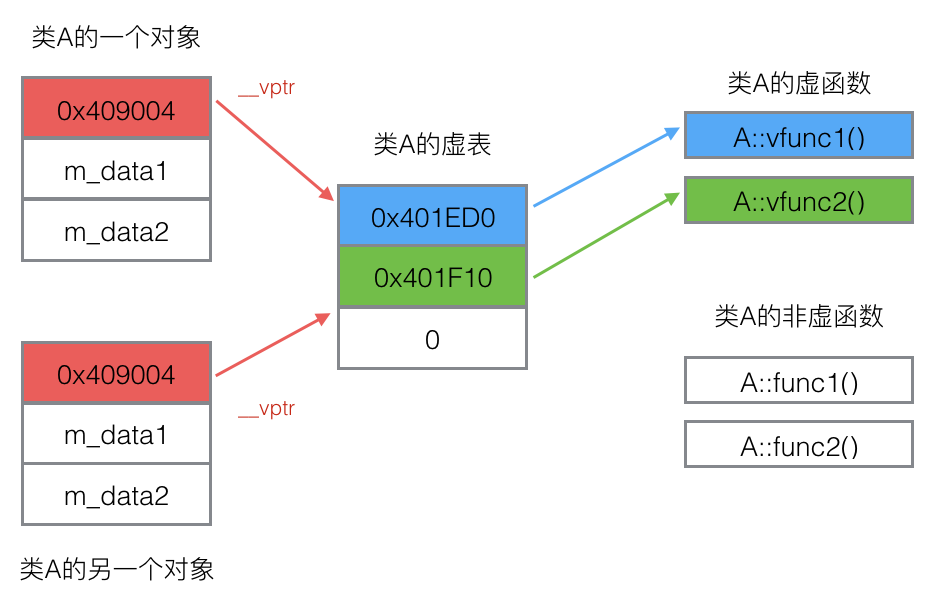 类A的一个对象
0x409004
m_data1
m_data2
__vptr
0x409004
m_data1
m_data2
__vptr
类A的另一个对象
类A的虚表
0x401ED0
0x401F10
0
类A的虚函数
A::vfunc1()
A::vfunc2()
类A的非虚函数
A::func1()
A::func2()